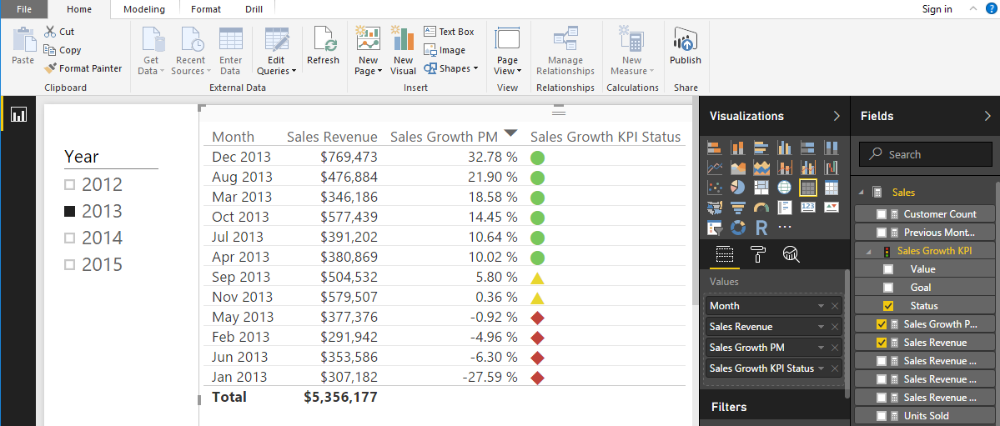 File Home Modeling Format Drill Sign in
Cut
Copy
Format Painter
Paste
Clipboard
Get Data
Recent Sources
Enter Data
Edit Queries
External Data
Refresh
New Page
New Visual
Text Box
Image
Shapes
Insert
Page View
View
Manage Relationships
Relationships
New Measure
Calculations
Publish
Share
Year
2012
2013
2014
2015
Month Sales Revenue Sales Growth PM Sales Growth KPI Status
Dec 2013 $769,473 32.78 %
Aug 2013 $476,884 21.90 %
Mar 2013 $346,186 18.58 %
Oct 2013 $577,439 14.45 %
Jul 2013 $391,202 10.64 %
Apr 2013 $380,869 10.02 %
Sep 2013 $504,532 5.80 %
Nov 2013 $579,507 0.36 %
May 2013 $377,376 -0.92 %
Feb 2013 $291,942 -4.96 %
Jun 2013 $353,586 -6.30 %
Jan 2013 $307,182 -27.59 %
Total $5,356,177
Visualizations
123
R
Values
Month
Sales Revenue
Sales Growth PM
Sales Growth KPI Status
Filters
Fields
Search
Sales
Customer Count
Previous Mont...
Sales Growth KPI
Value
Goal
Status
Sales Growth P...
Sales Revenue
Sales Revenue ...
Sales Revenue ...
Sales Revenue ...
Units Sold